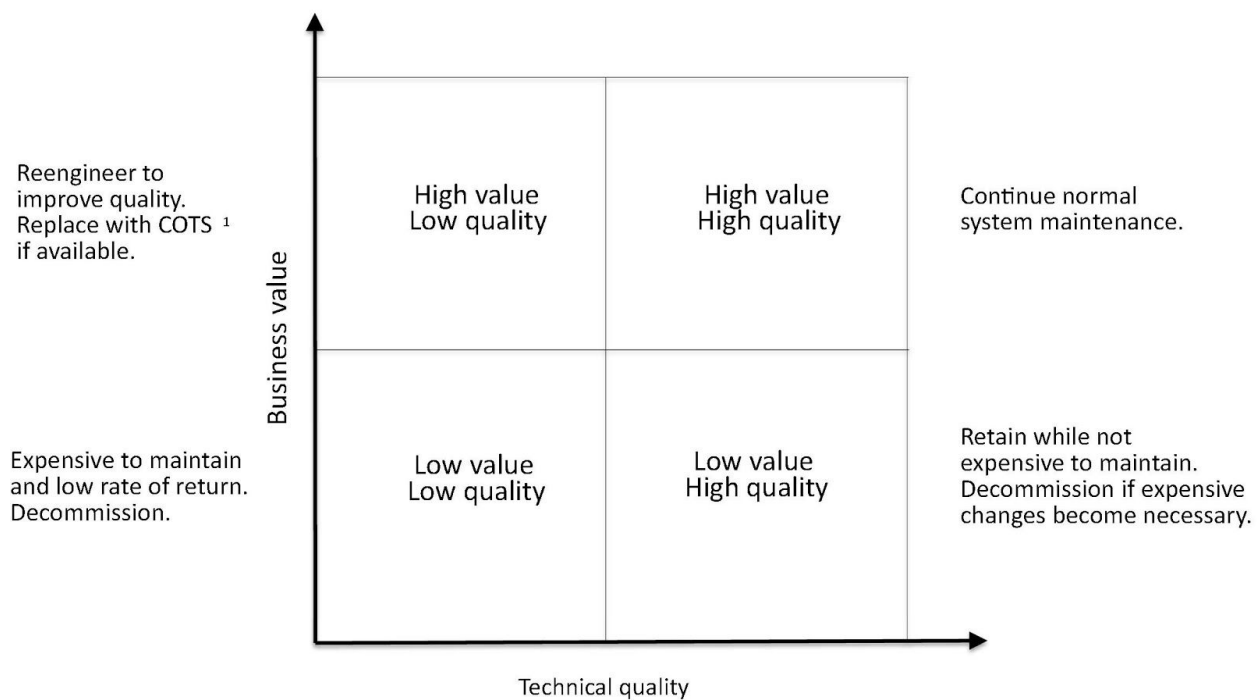 Reengineer to
improve quality.
Replace with COTS ¹
if available.
High value
Low quality
High value
High quality
Continue normal
system maintenance.
Business value
Expensive to maintain
and low rate of return.
Decommission.
Low value
Low quality
Low value
High quality
Retain while not
expensive to maintain.
Decommission if expensive
changes become necessary.
Technical quality